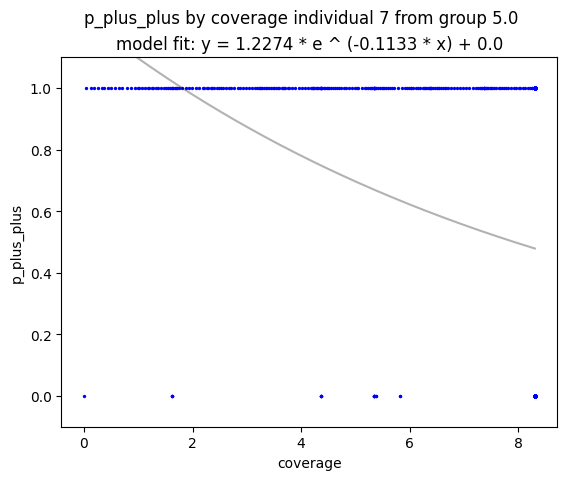 p_plus_plus by coverage individual 7 from group 5.0
model fit: y = 1.2274 * e ^ (-0.1133 * x) + 0.0
1.0
0.8
0.6
0.4
0.2
0.0
p_plus_plus
0 2 4 6 8
coverage